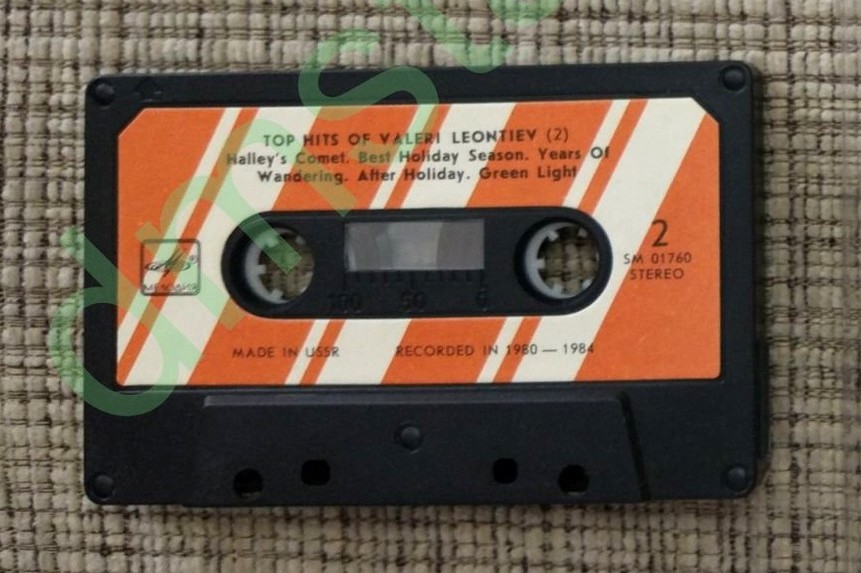 TOP HITS OF VALERI LEONTIEV (2)
Halley's Comet. Best Holiday Season. Years Of
Wandering. After Holiday. Green Light
МЕЛОДИЯ
2
SM 01760
STEREO
100 50 0
MADE IN USSR RECORDED IN 1980 — 1984